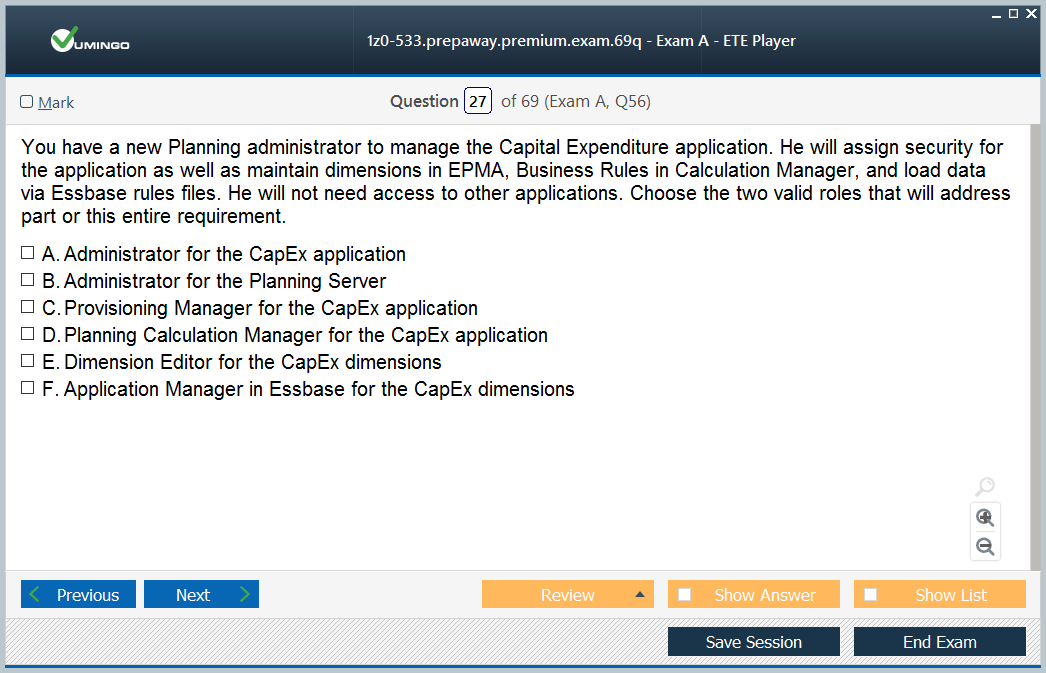 VUMINGO
1z0-533.prepaway.premium.exam.69q - Exam A - ETE Player
Mark
Question 27 of 69 (Exam A, Q56)
You have a new Planning administrator to manage the Capital Expenditure application. He will assign security for
the application as well as maintain dimensions in EPMA, Business Rules in Calculation Manager, and load data
via Essbase rules files. He will not need access to other applications. Choose the two valid roles that will address
part or this entire requirement.
A. Administrator for the CapEx application
B. Administrator for the Planning Server
C. Provisioning Manager for the CapEx application
D. Planning Calculation Manager for the CapEx application
E. Dimension Editor for the CapEx dimensions
F. Application Manager in Essbase for the CapEx dimensions
Previous
Next
Review
Show Answer
Show List
Save Session
End Exam